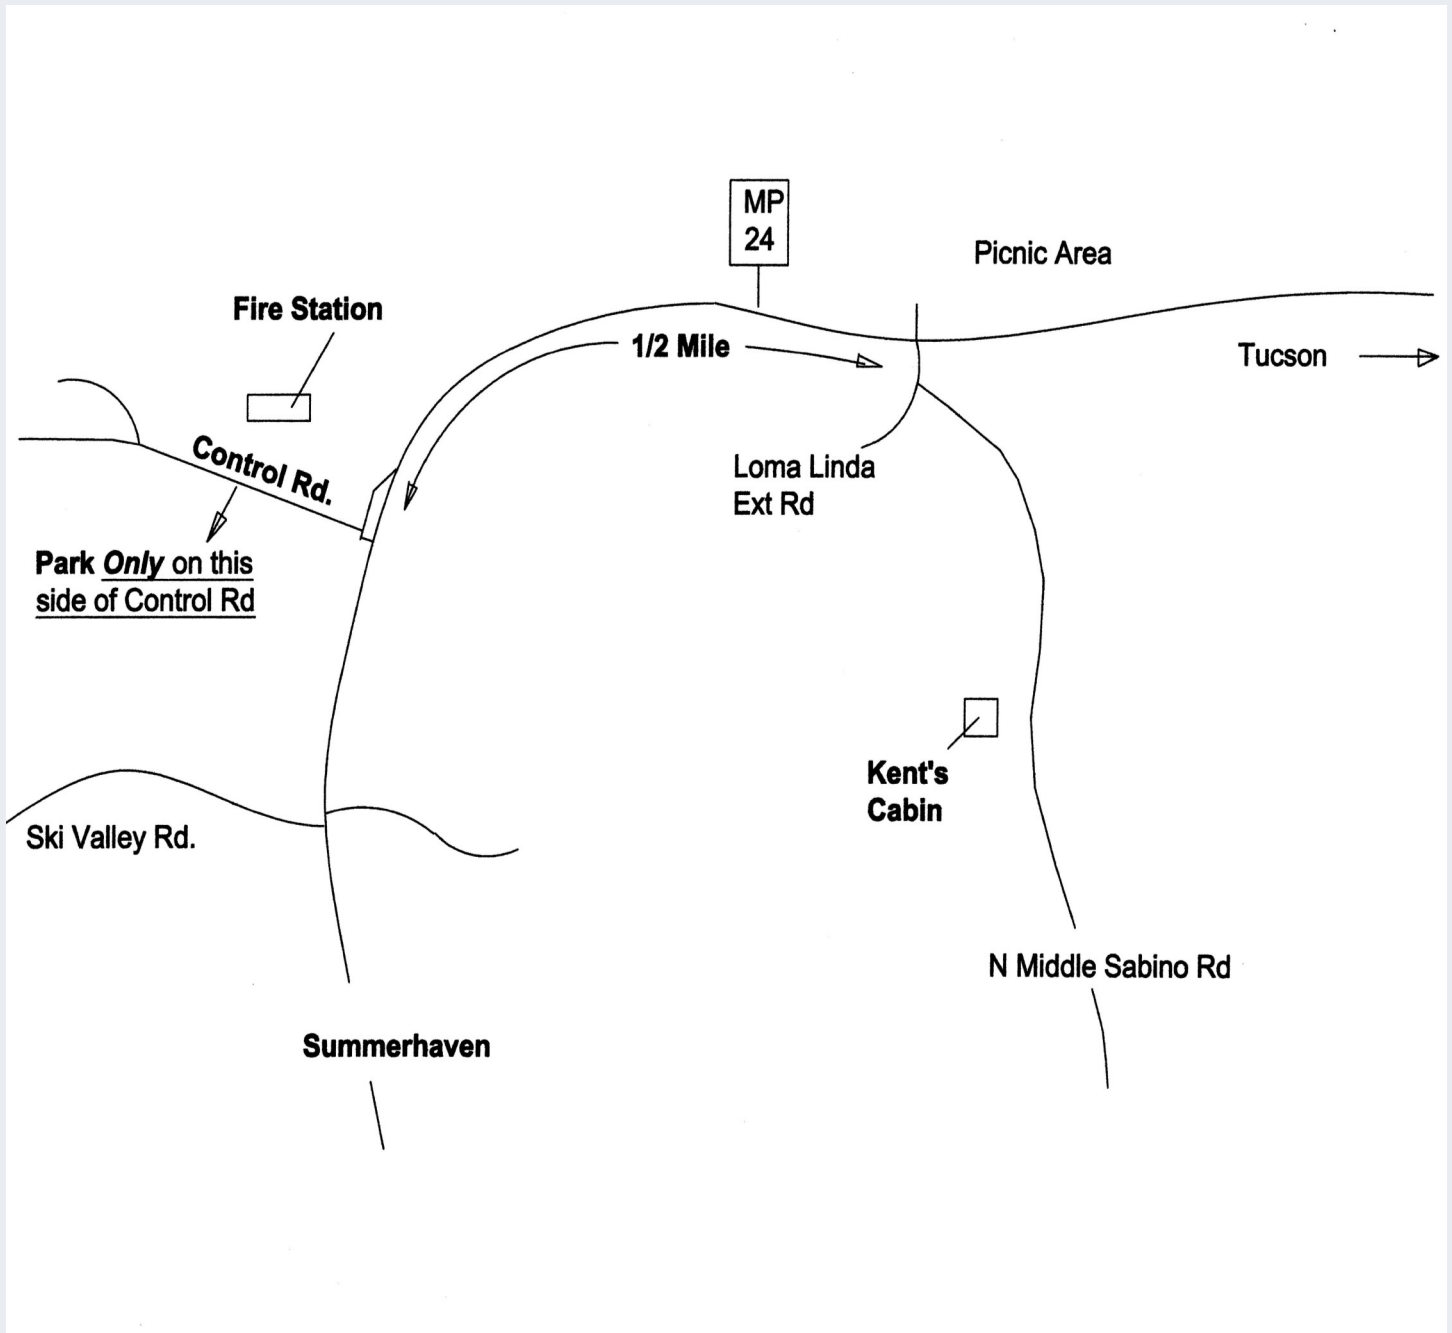 MP
24
Picnic Area
Fire Station
1/2 Mile
Tucson
Control Rd.
Loma Linda
Ext Rd
Park Only on this
side of Control Rd
Kent's
Cabin
Ski Valley Rd.
N Middle Sabino Rd
Summerhaven